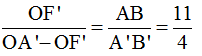 OF' / (OA' − OF') = AB / A'B' = 11 / 4